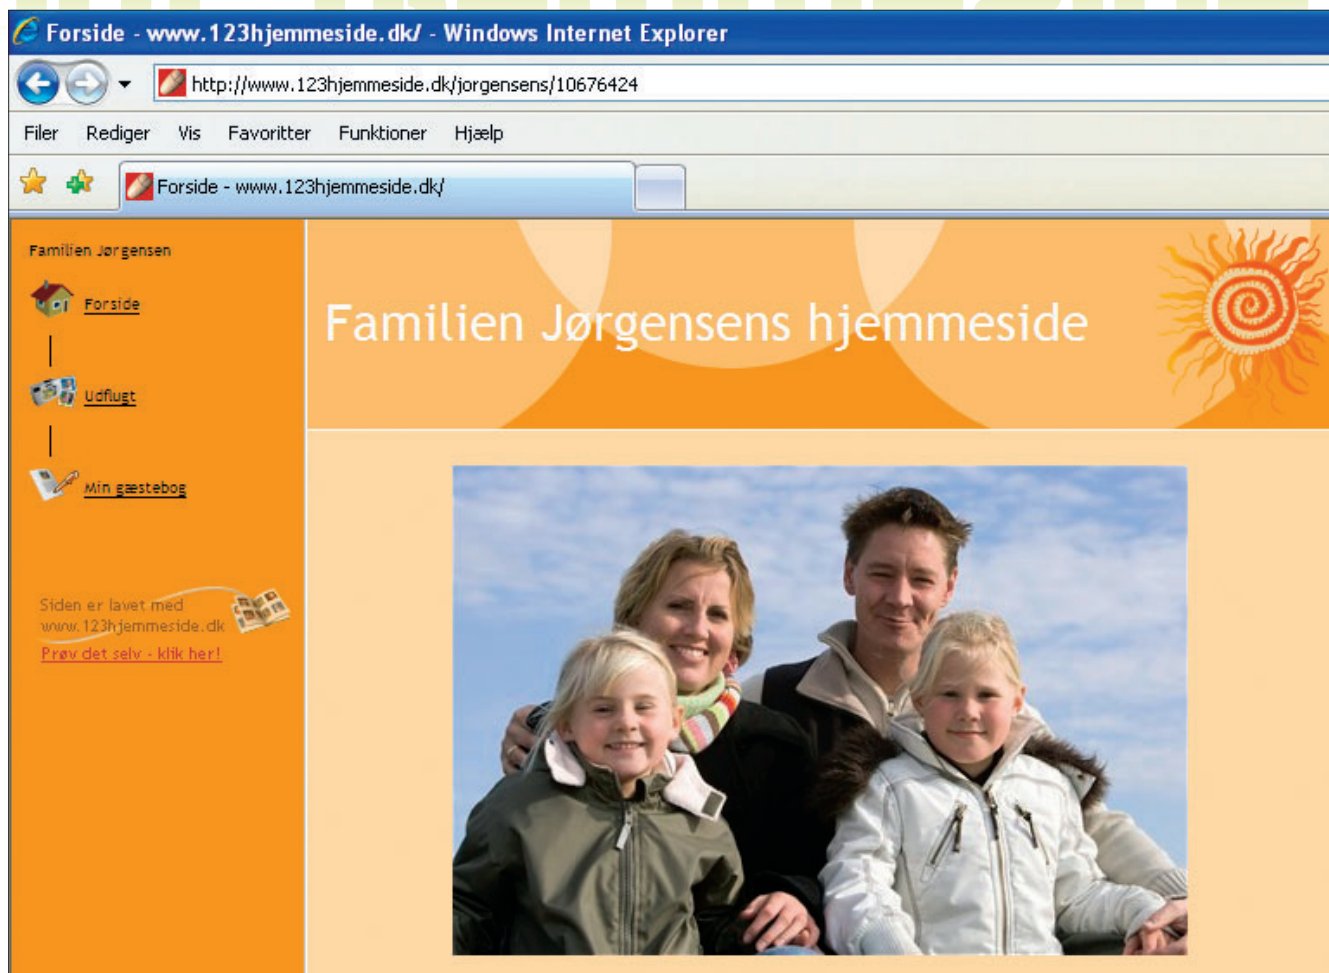 Forside - www.123hjemmeside.dk/ - Windows Internet Explorer
http://www.123hjemmeside.dk/jorgensens/10676424
Filer Rediger Vis Favoritter Funktioner Hjælp
Forside - www.123hjemmeside.dk/
Familien Jørgensen
Forside
Udflugt
Min gæstebog
Siden er lavet med
www.123hjemmeside.dk
Prøv det selv - klik her!
Familien Jørgensens hjemmeside